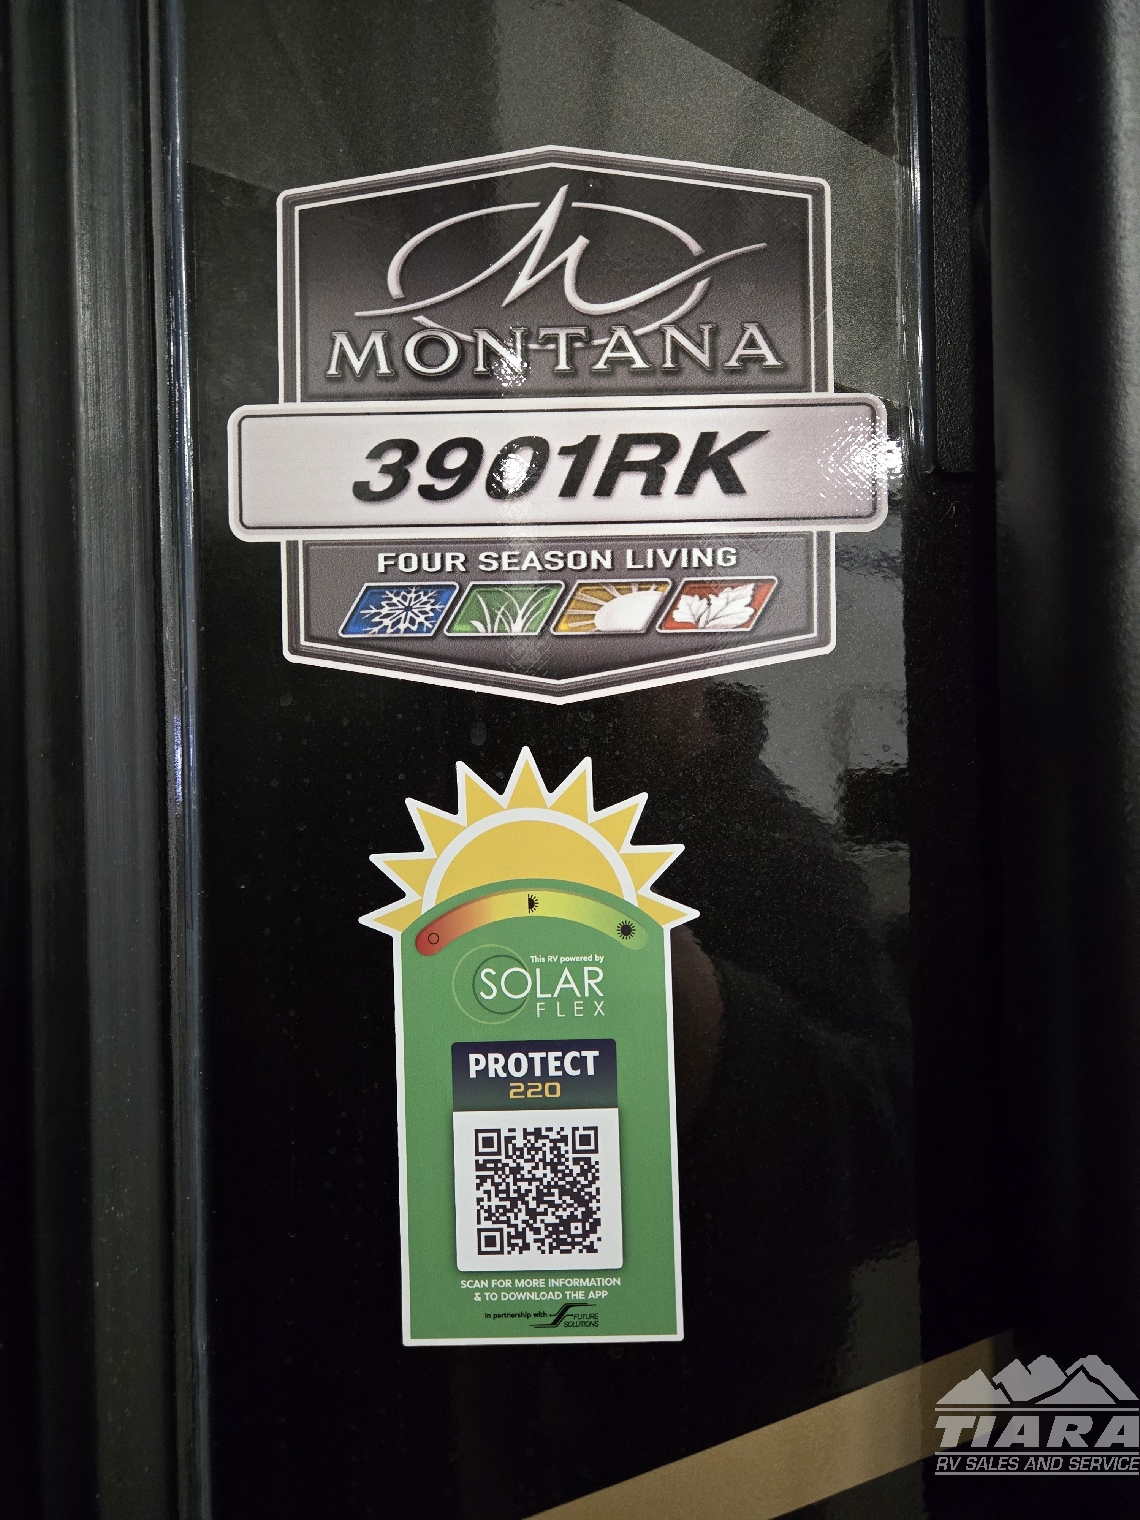 MONTANA
3901RK
FOUR SEASON LIVING
This RV powered by
SOLAR
FLEX
PROTECT
220
SCAN FOR MORE INFORMATION
& TO DOWNLOAD THE APP
in partnership with FUTURE
SOLUTIONS
TIARA
RV SALES AND SERVICE